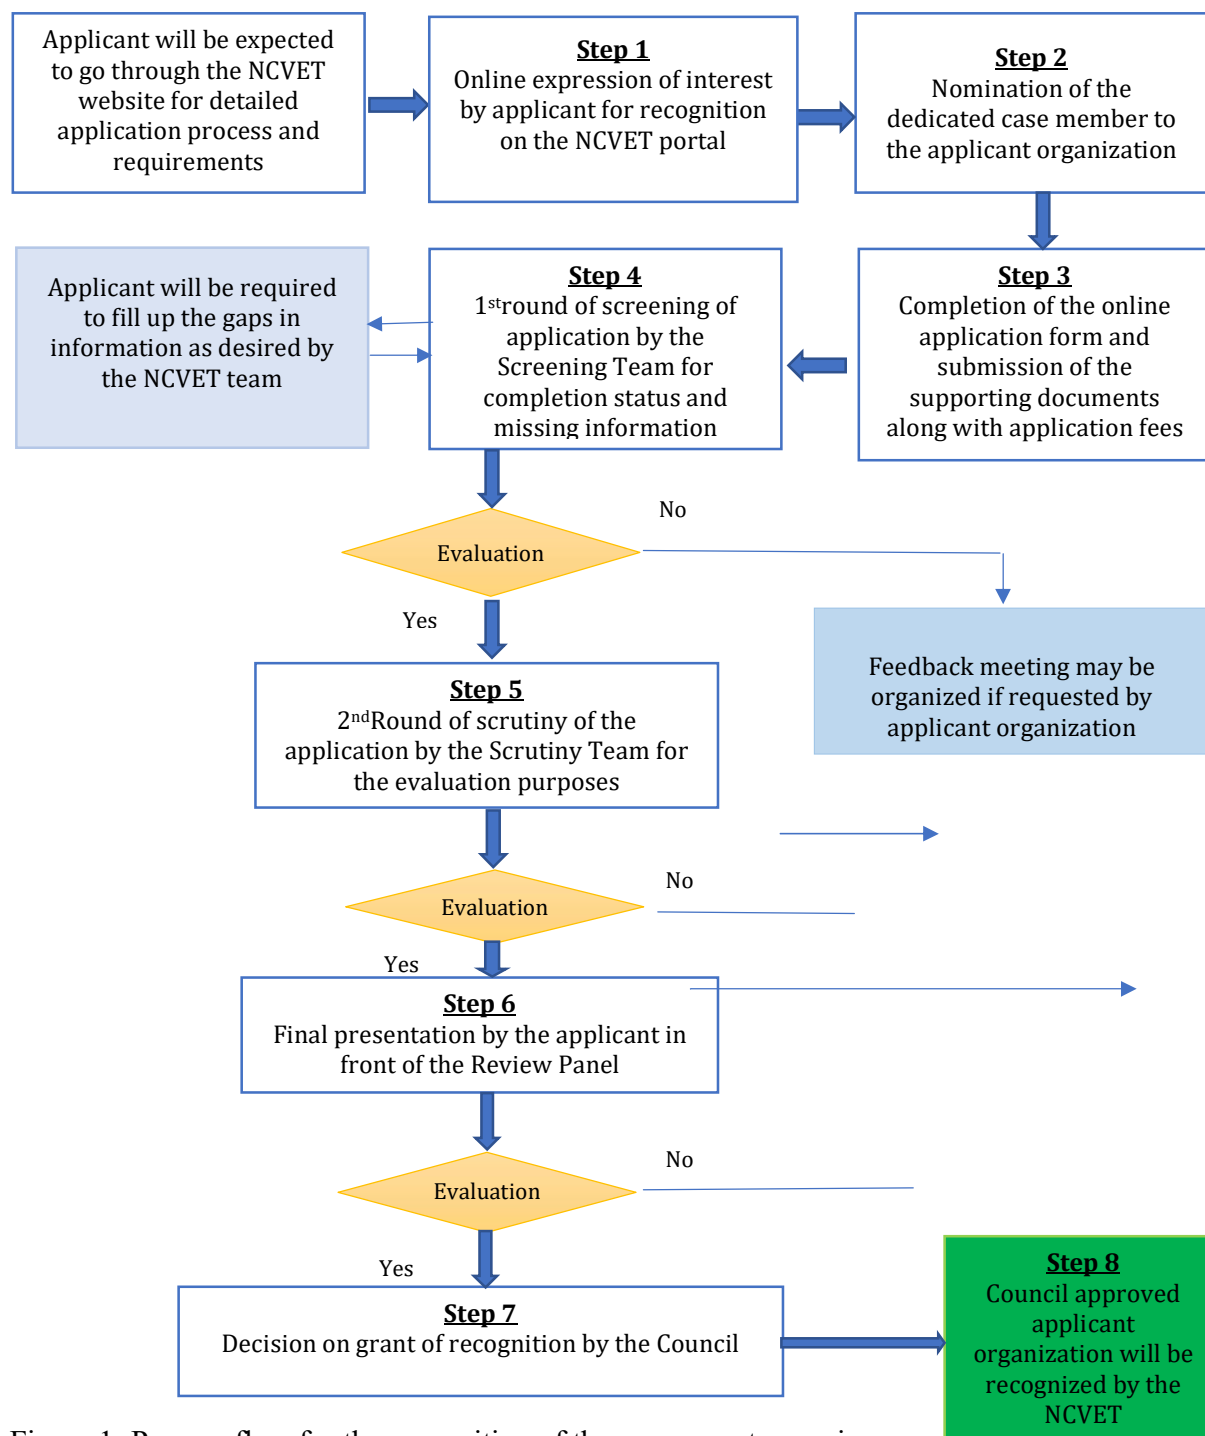 Applicant will be expected
to go through the NCVET
website for detailed
application process and
requirements
Step 1
Online expression of interest
by applicant for recognition
on the NCVET portal
Step 2
Nomination of the
dedicated case member to
the applicant organization
Applicant will be required
to fill up the gaps in
information as desired by
the NCVET team
Step 4
1stround of screening of
application by the
Screening Team for
completion status and
missing information
Step 3
Completion of the online
application form and
submission of the
supporting documents
along with application fees
No
Evaluation
Yes
Feedback meeting may be
organized if requested by
applicant organization
Step 5
2ndRound of scrutiny of the
application by the Scrutiny Team for
the evaluation purposes
No
Evaluation
Yes
Step 6
Final presentation by the applicant in
front of the Review Panel
No
Evaluation
Yes
Step 7
Decision on grant of recognition by the Council
Step 8
Council approved
applicant
organization will be
recognized by the
NCVET